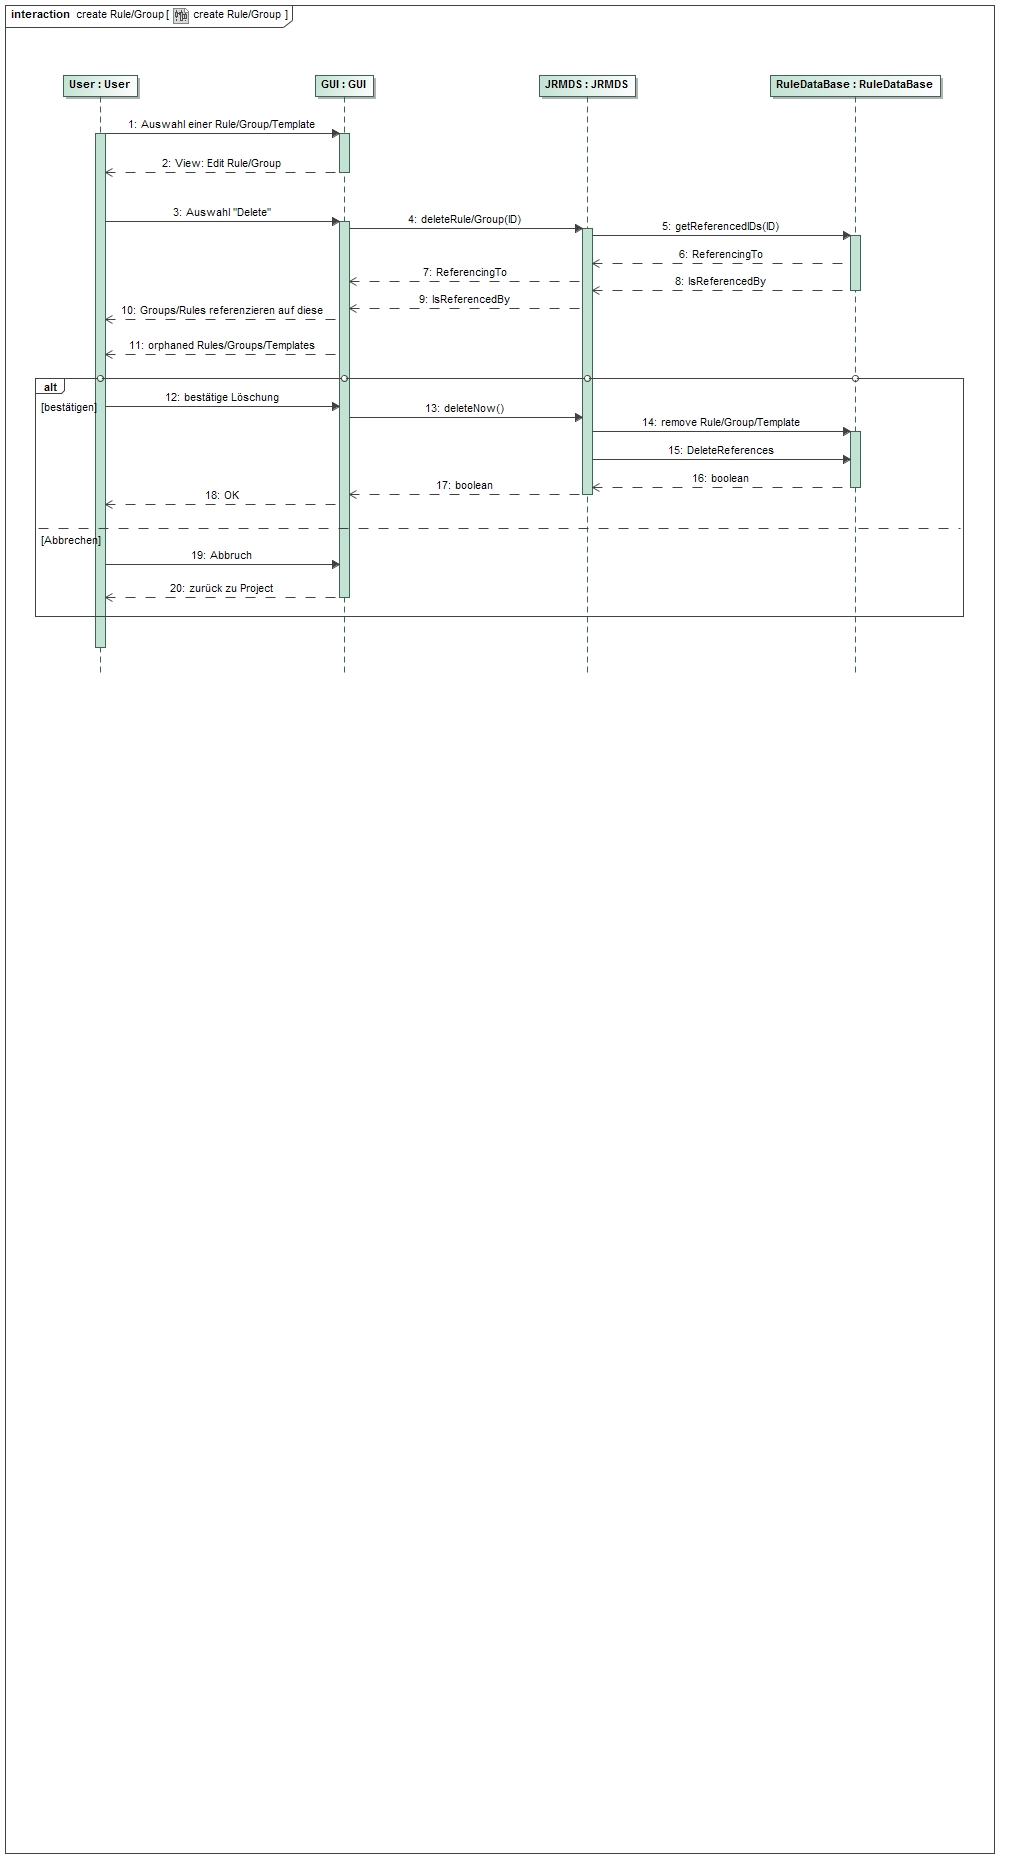 interaction create Rule/Group [ create Rule/Group ]
User : User
GUI : GUI
JRMDS : JRMDS
RuleDataBase : RuleDataBase
1: Auswahl einer Rule/Group/Template
2: View: Edit Rule/Group
3: Auswahl "Delete"
4: deleteRule/Group(ID)
5: getReferencedIDs(ID)
6: ReferencingTo
7: ReferencingTo
8: IsReferencedBy
9: IsReferencedBy
10: Groups/Rules referenzieren auf diese
11: orphaned Rules/Groups/Templates
alt
[bestätigen]
12: bestätige Löschung
13: deleteNow()
14: remove Rule/Group/Template
15: DeleteReferences
16: boolean
17: boolean
18: OK
[Abbrechen]
19: Abbruch
20: zurück zu Project